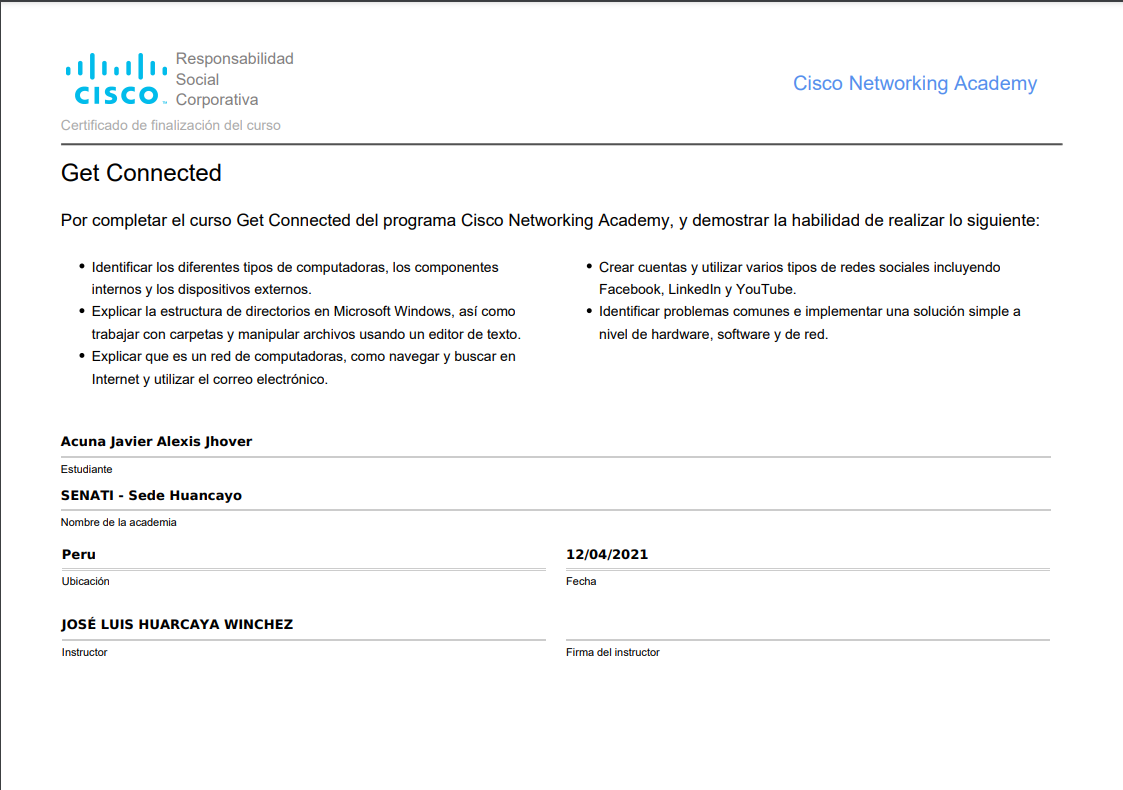 Responsabilidad
Social
CISCO
Corporativa
Cisco Networking Academy
Certificado de finalización del curso
Get Connected
Por completar el curso Get Connected del programa Cisco Networking Academy, y demostrar la habilidad de realizar lo siguiente:
• Identificar los diferentes tipos de computadoras, los componentes
internos y los dispositivos externos.
• Explicar la estructura de directorios en Microsoft Windows, así como
trabajar con carpetas y manipular archivos usando un editor de texto.
• Explicar que es un red de computadoras, como navegar y buscar en
Internet y utilizar el correo electrónico.
• Crear cuentas y utilizar varios tipos de redes sociales incluyendo
Facebook, LinkedIn y YouTube.
• Identificar problemas comunes e implementar una solución simple a
nivel de hardware, software y de red.
Acuna Javier Alexis Jhover
Estudiante
SENATI - Sede Huancayo
Nombre de la academia
Peru
Ubicación
12/04/2021
Fecha
JOSÉ LUIS HUARCAYA WINCHEZ
Instructor
Firma del instructor